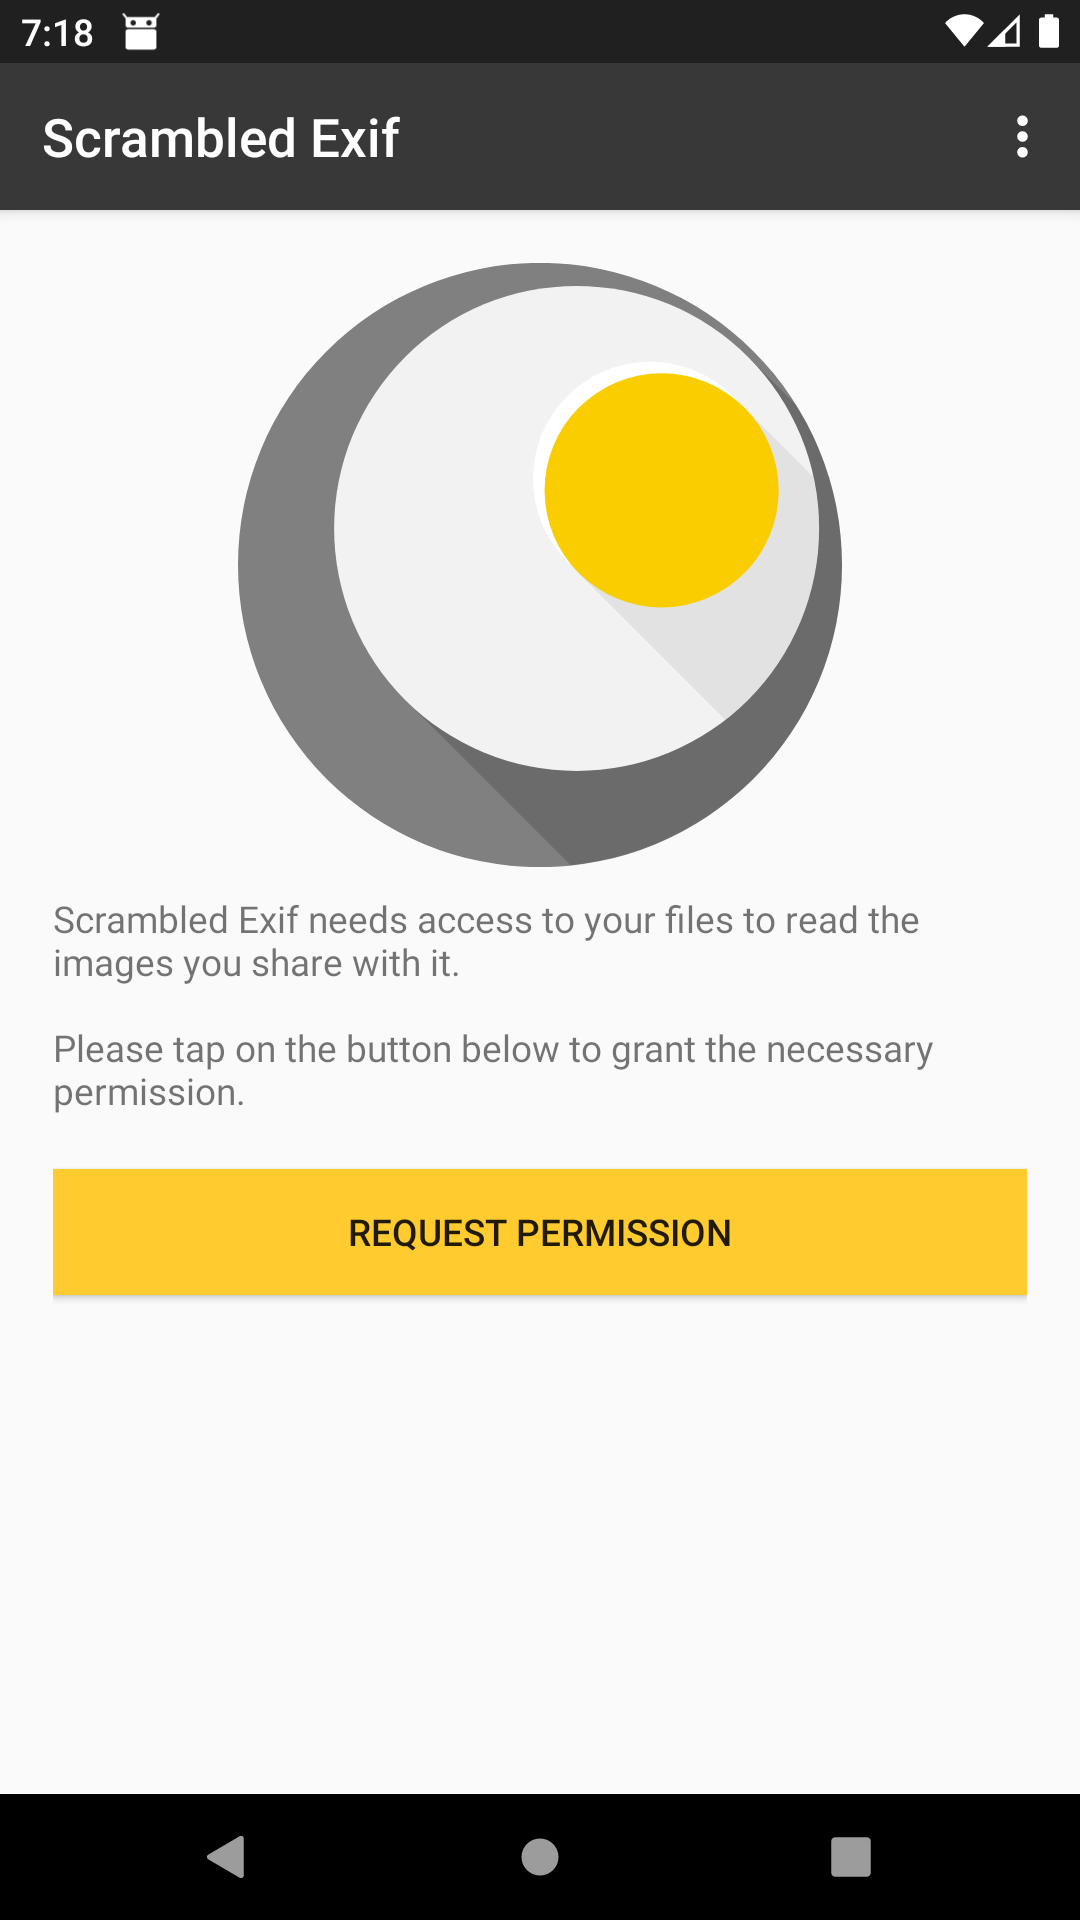 7:18
Scrambled Exif
Scrambled Exif needs access to your files to read the
images you share with it.
Please tap on the button below to grant the necessary
permission.
REQUEST PERMISSION